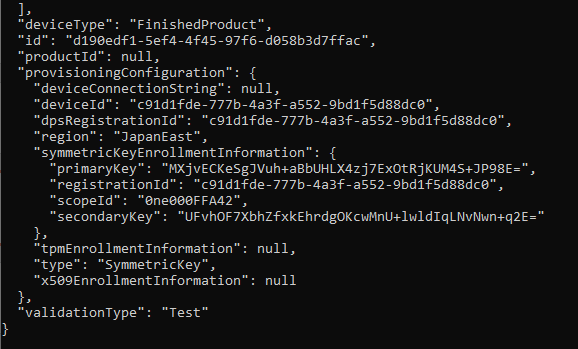 ],
"deviceType": "FinishedProduct",
"id": "d190edf1-5ef4-4f45-97f6-d058b3d7ffac",
"productId": null,
"provisioningConfiguration": {
"deviceConnectionString": null,
"deviceId": "c91d1fde-777b-4a3f-a552-9bd1f5d88dc0",
"dpsRegistrationId": "c91d1fde-777b-4a3f-a552-9bd1f5d88dc0",
"region": "JapanEast",
"symmetricKeyEnrollmentInformation": {
"primaryKey": "MXjvECKeSgJVuh+aBbUHLX4zj7ExOtRjKUM4S+JP98E=",
"registrationId": "c91d1fde-777b-4a3f-a552-9bd1f5d88dc0",
"scopeId": "0ne000FFA42",
"secondaryKey": "UFvhOF7XbhZfxkEhrdgOKcwMnU+lwldIqLNvNwn+q2E="
},
"tpmEnrollmentInformation": null,
"type": "SymmetricKey",
"x509EnrollmentInformation": null
},
"validationType": "Test"
}